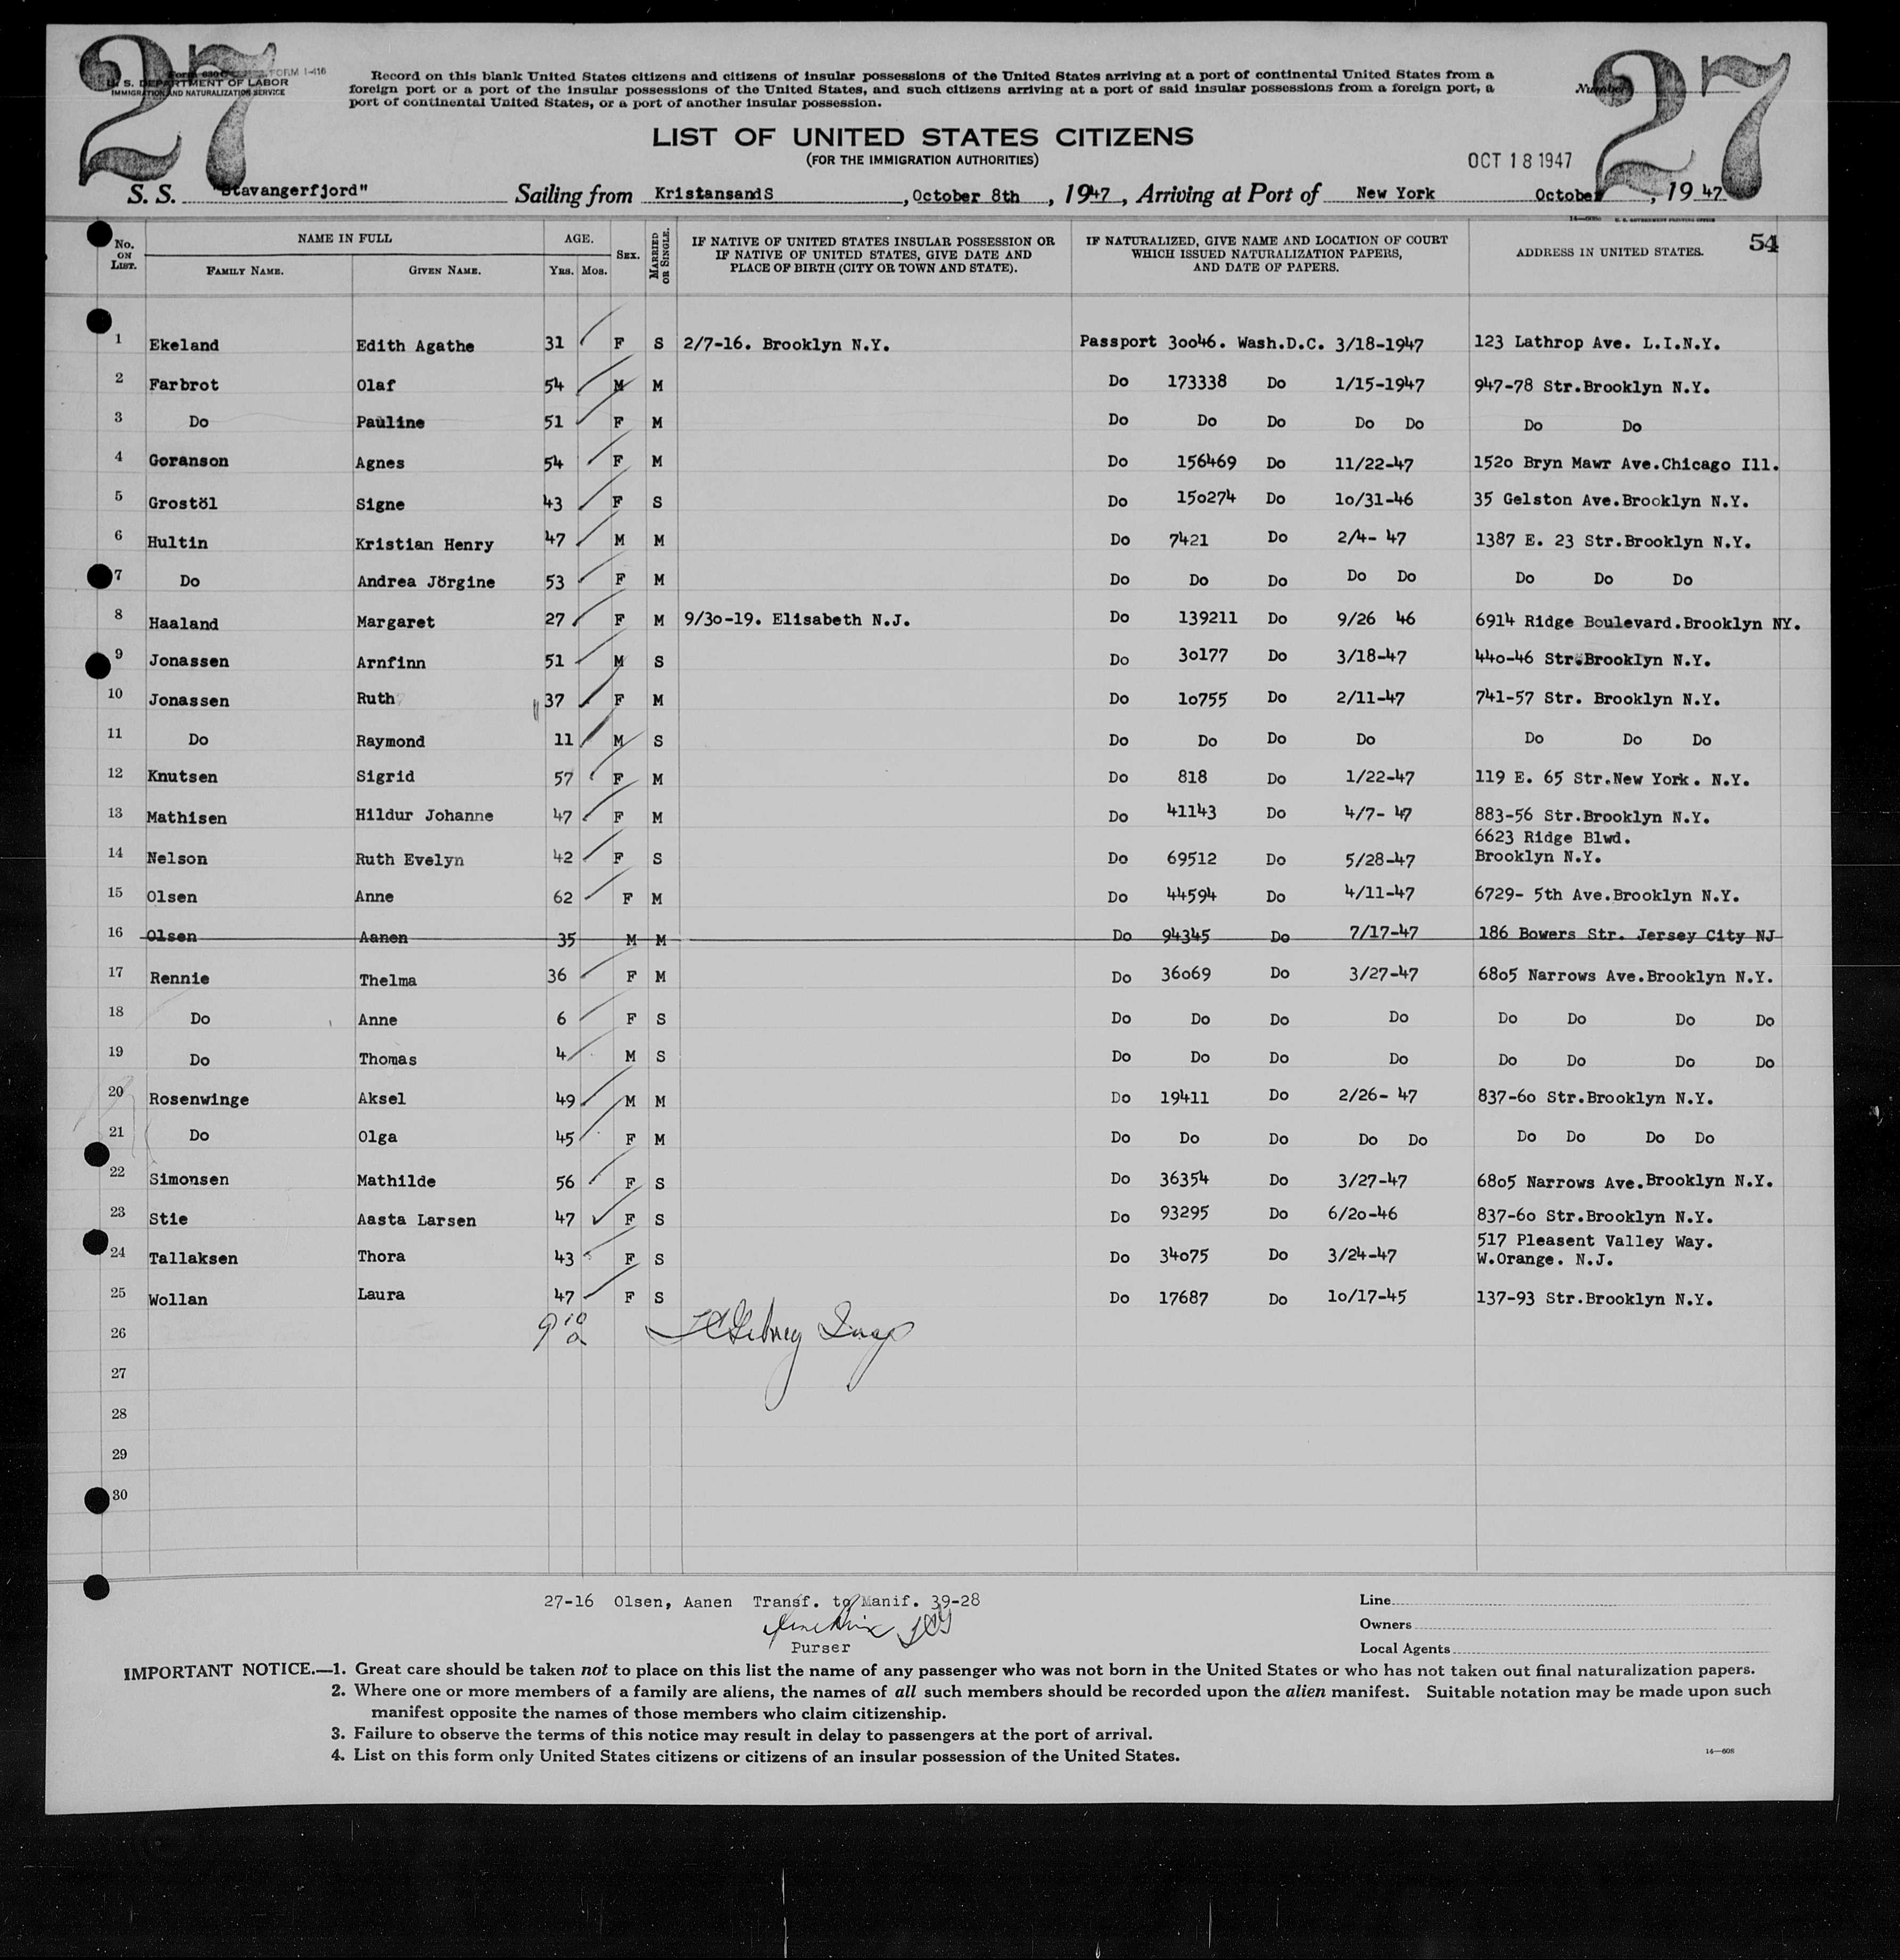 27 27
Form 630 FORM I-416
U. S. DEPARTMENT OF LABOR
IMMIGRATION AND NATURALIZATION SERVICE
Record on this blank United States citizens and citizens of insular possessions of the United States arriving at a port of continental United States from a
foreign port or a port of the insular possessions of the United States, and such citizens arriving at a port of said insular possessions from a foreign port, a
port of continental United States, or a port of another insular possession.
Number
LIST OF UNITED STATES CITIZENS
(FOR THE IMMIGRATION AUTHORITIES)
OCT 18 1947
S. S. "Stavangerfjord" Sailing from Kristansand S, October 8th, 1947, Arriving at Port of New York October, 1947
54
No. ON LIST. NAME IN FULL FAMILY NAME. GIVEN NAME. AGE. YRS. MOS. SEX. MARRIED OR SINGLE. IF NATIVE OF UNITED STATES INSULAR POSSESSION OR IF NATIVE OF UNITED STATES, GIVE DATE AND PLACE OF BIRTH (CITY OR TOWN AND STATE). IF NATURALIZED, GIVE NAME AND LOCATION OF COURT WHICH ISSUED NATURALIZATION PAPERS, AND DATE OF PAPERS. ADDRESS IN UNITED STATES.
1 Ekeland Edith Agathe 31 F S 2/7-16. Brooklyn N.Y. Passport 30046. Wash.D.C. 3/18-1947 123 Lathrop Ave. L.I.N.Y.
2 Farbrot Olaf 54 M M Do 173338 Do 1/15-1947 947-78 Str.Brooklyn N.Y.
3 Do Pauline 51 F M Do Do Do Do Do Do Do
4 Goranson Agnes 54 F M Do 156469 Do 11/22-47 1520 Bryn Mawr Ave.Chicago Ill.
5 Grostöl Signe 43 F S Do 150274 Do 10/31-46 35 Gelston Ave.Brooklyn N.Y.
6 Hultin Kristian Henry 47 M M Do 7421 Do 2/4- 47 1387 E. 23 Str.Brooklyn N.Y.
7 Do Andrea Jörgine 53 F M Do Do Do Do Do Do Do Do
8 Haaland Margaret 27 F M 9/30-19. Elisabeth N.J. Do 139211 Do 9/26 46 6914 Ridge Boulevard.Brooklyn NY.
9 Jonassen Arnfinn 51 M S Do 30177 Do 3/18-47 440-46 Str.Brooklyn N.Y.
10 Jonassen Ruth 37 F M Do 10755 Do 2/11-47 741-57 Str. Brooklyn N.Y.
11 Do Raymond 11 M S Do Do Do Do Do Do Do
12 Knutsen Sigrid 57 F M Do 818 Do 1/22-47 119 E. 65 Str.New York. N.Y.
13 Mathisen Hildur Johanne 47 F M Do 41143 Do 4/7- 47 883-56 Str.Brooklyn N.Y.
6623 Ridge Blwd.
14 Nelson Ruth Evelyn 42 F S Do 69512 Do 5/28-47 Brooklyn N.Y.
15 Olsen Anne 62 F M Do 44594 Do 4/11-47 6729- 5th Ave.Brooklyn N.Y.
16 Olsen Aanen 35 M M Do 94345 Do 7/17-47 186 Bowers Str. Jersey City NJ
17 Rennie Thelma 36 F M Do 36069 Do 3/27-47 6805 Narrows Ave.Brooklyn N.Y.
18 Do Anne 6 F S Do Do Do Do Do Do Do Do
19 Do Thomas 4 M S Do Do Do Do Do Do Do Do
20 Rosenwinge Aksel 49 M M Do 19411 Do 2/26- 47 837-60 Str.Brooklyn N.Y.
21 Do Olga 45 F M Do Do Do Do Do Do Do Do Do
22 Simonsen Mathilde 56 F S Do 36354 Do 3/27-47 6805 Narrows Ave.Brooklyn N.Y.
23 Stie Aasta Larsen 47 F S Do 93295 Do 6/20-46 837-60 Str.Brooklyn N.Y.
517 Pleasent Valley Way.
24 Tallaksen Thora 43 F S Do 34075 Do 3/24-47 W.Orange. N.J.
25 Wollan Laura 47 F S Do 17687 Do 10/17-45 137-93 Str.Brooklyn N.Y.
26
27
28
29
30
27-16 Olsen, Aanen Transf. to Manif. 39-28
Purser
Line
Owners
Local Agents
IMPORTANT NOTICE.—1. Great care should be taken not to place on this list the name of any passenger who was not born in the United States or who has not taken out final naturalization papers.
2. Where one or more members of a family are aliens, the names of all such members should be recorded upon the alien manifest. Suitable notation may be made upon such
manifest opposite the names of those members who claim citizenship.
3. Failure to observe the terms of this notice may result in delay to passengers at the port of arrival.
4. List on this form only United States citizens or citizens of an insular possession of the United States.
14—608